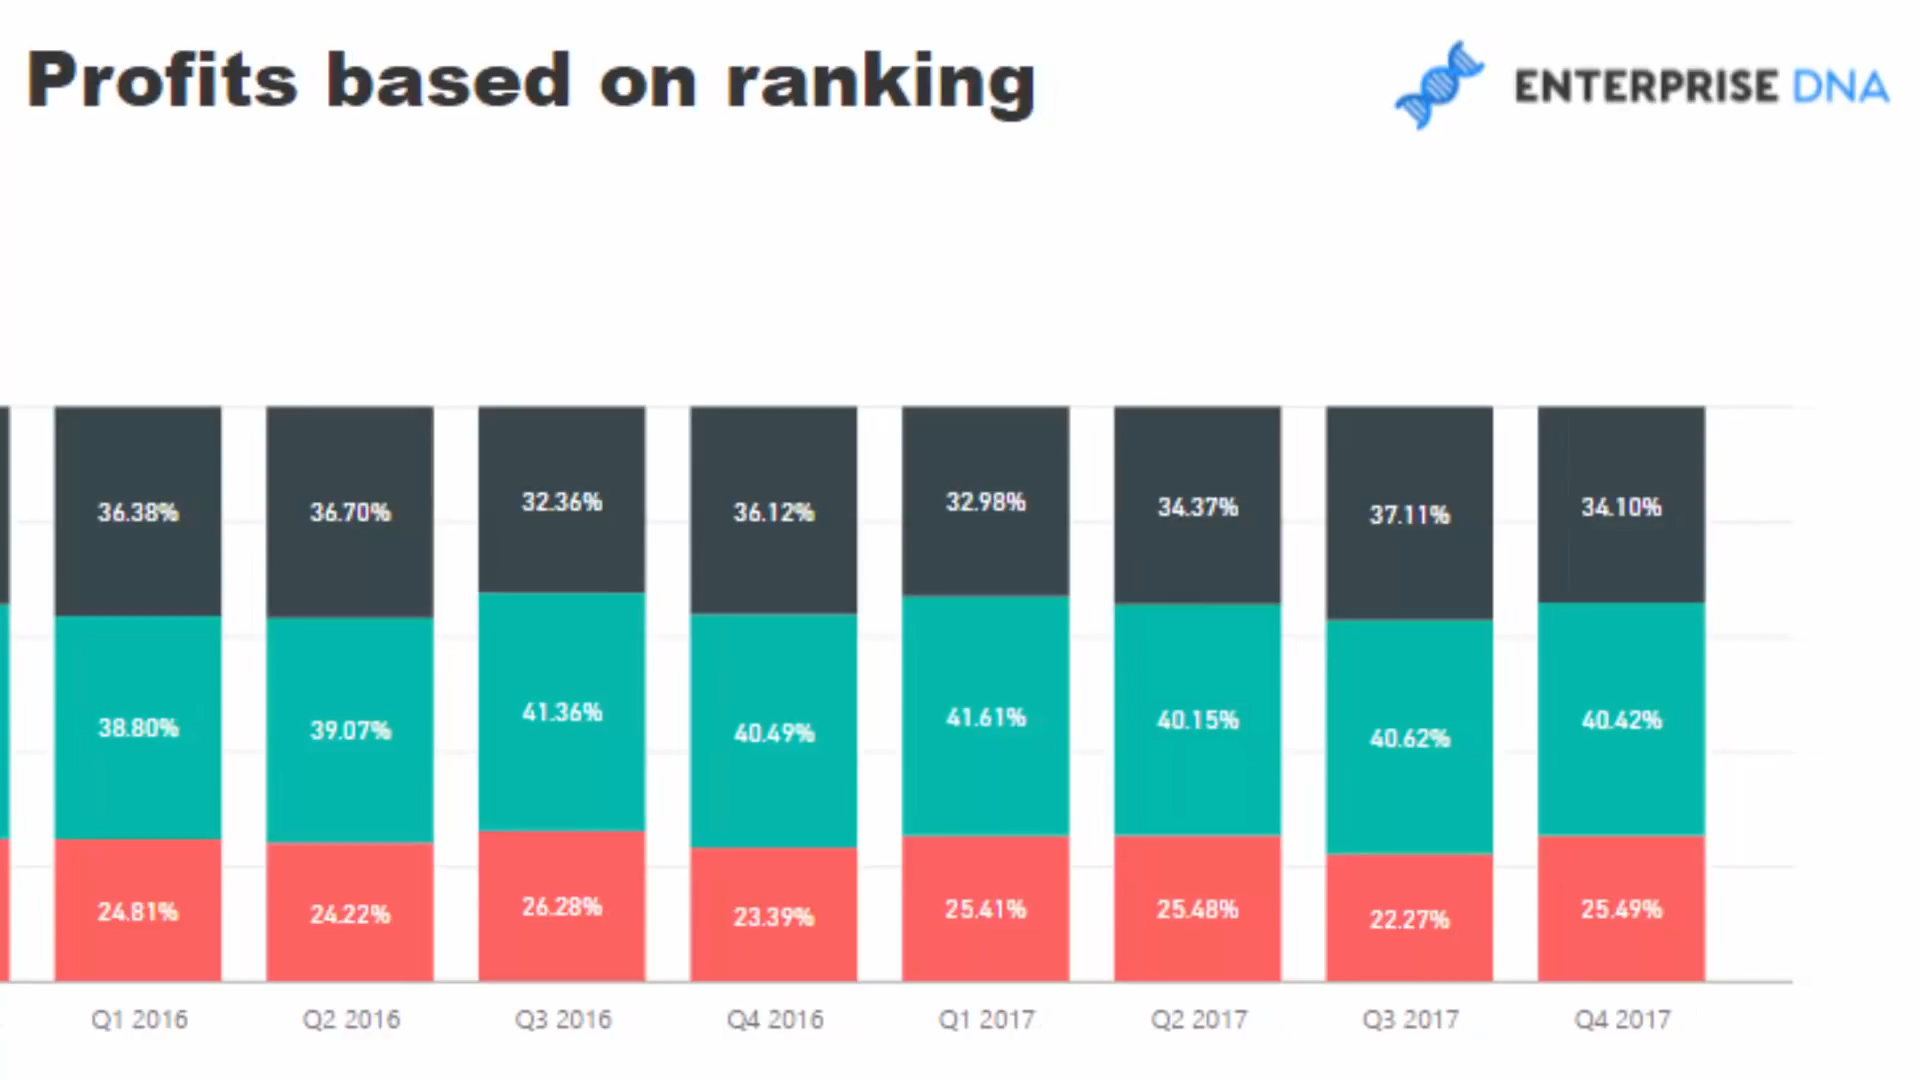 Profits based on ranking
ENTERPRISE DNA
36.38% 36.70% 32.36% 36.12% 32.98% 34.37% 37.11% 34.10%
38.80% 39.07% 41.36% 40.49% 41.61% 40.15% 40.62% 40.42%
24.81% 24.22% 26.28% 23.39% 25.41% 25.48% 22.27% 25.49%
Q1 2016 Q2 2016 Q3 2016 Q4 2016 Q1 2017 Q2 2017 Q3 2017 Q4 2017